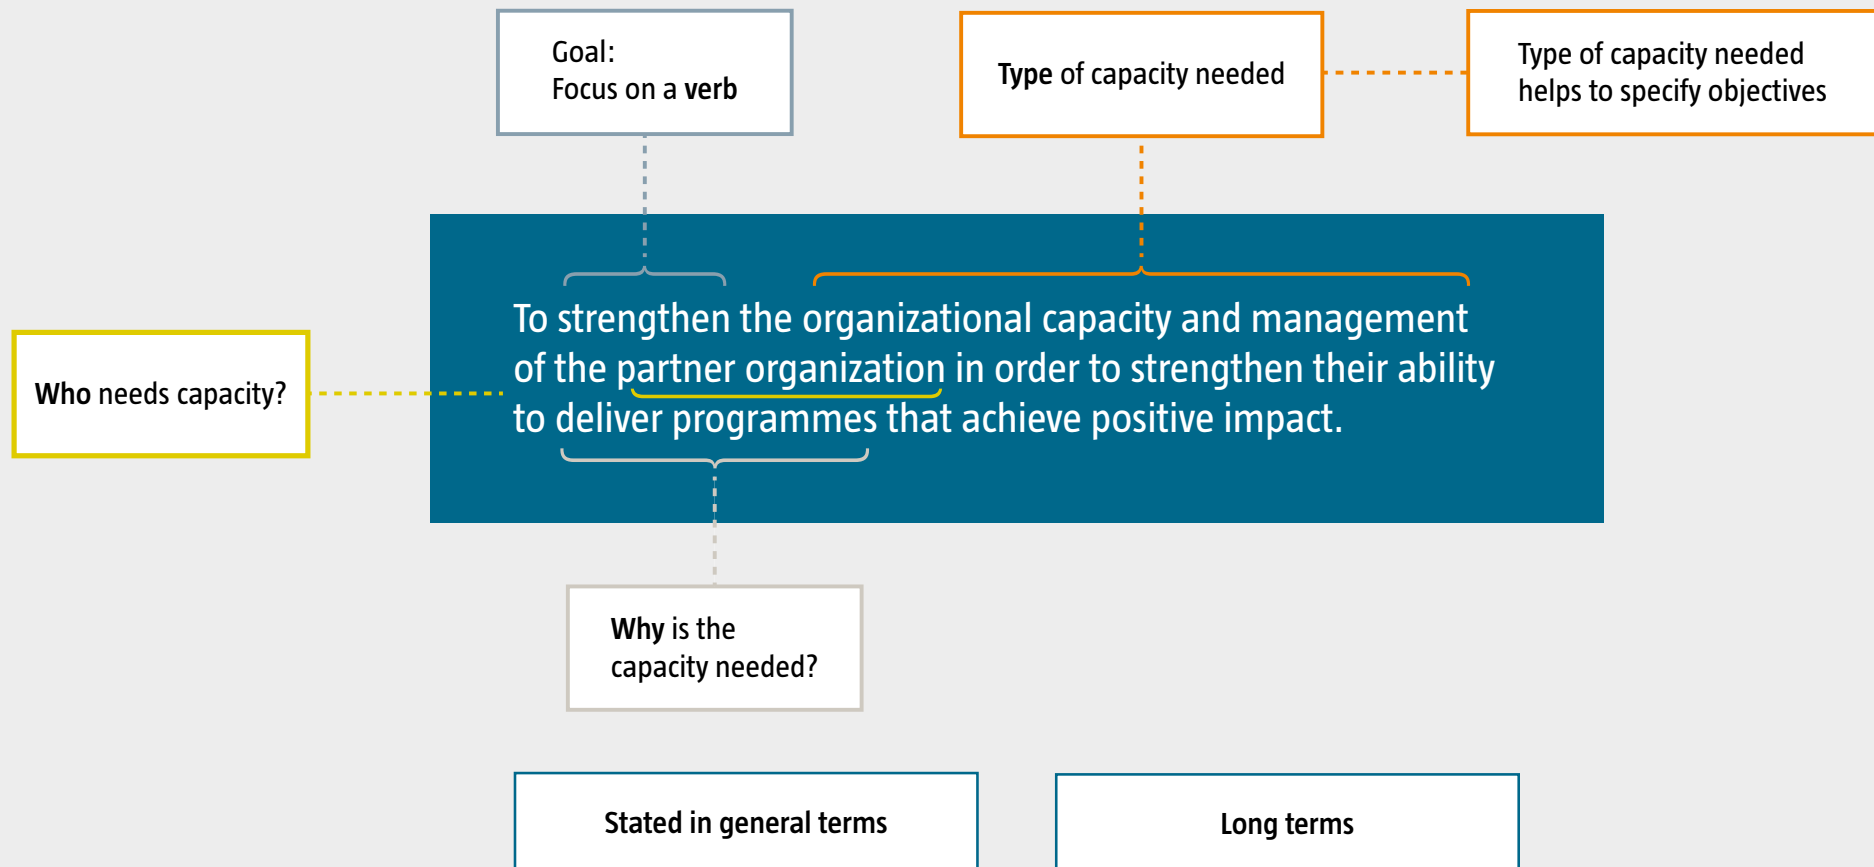 Goal:
Focus on a verb
Type of capacity needed
Type of capacity needed
helps to specify objectives
To strengthen the organizational capacity and management
of the partner organization in order to strengthen their ability
to deliver programmes that achieve positive impact.
Who needs capacity?
Why is the
capacity needed?
Stated in general terms
Long terms